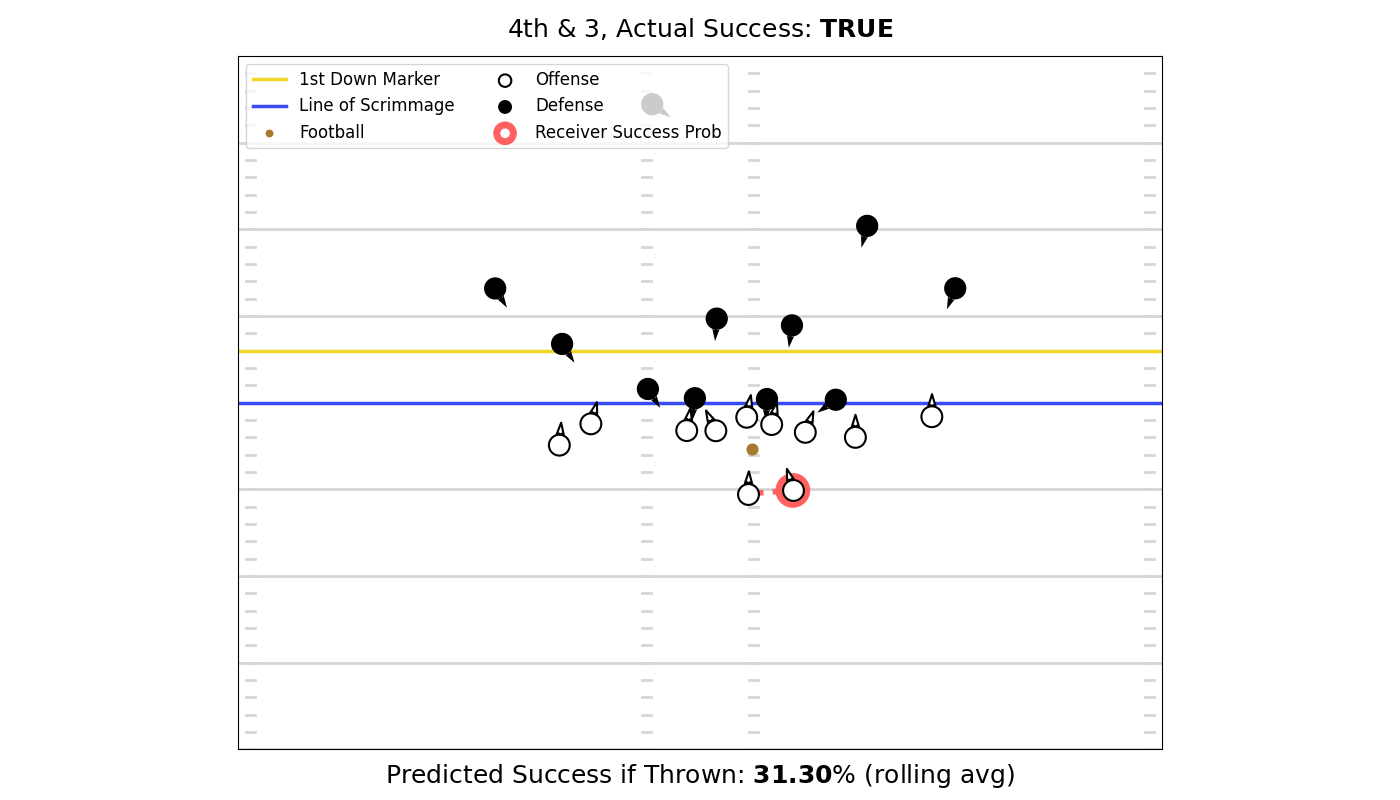 4th & 3, Actual Success: TRUE
1st Down Marker
Line of Scrimmage
Football
Offense
Defense
Receiver Success Prob
Predicted Success if Thrown: 31.30% (rolling avg)